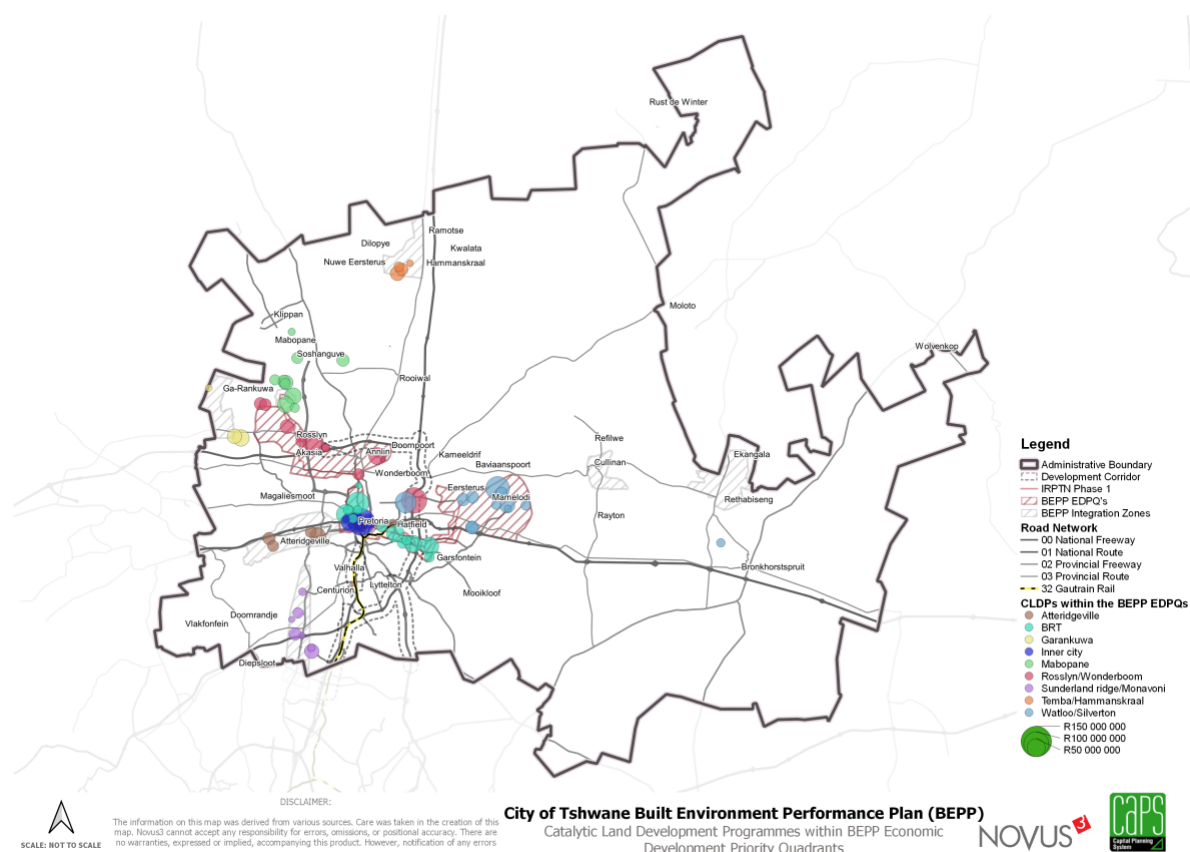 Rust de Winter
Ramotse
Dilopye
Kwalata
Nuwe Eersterus
Hammanskraal
Moloto
Klippan
Mabopane
Wolvenkop
Soshanguve
Rooiwal
Ga-Rankuwa
Rosslyn
Refilwe
Doompoort
Akasia
Annlin
Kameeldrif
Ekangala
Baviaanspoort
Cullinan
Wonderboom
Eersterus
Magaliesmoot
Mamelodi
Rethabiseng
Rayton
Pretoria
Hatfield
Atteridgeville
Garsfontein
Valhalla
Bronkhorstspruit
Lyttelton
Centurion
Mooikloof
Doornrandje
Vlakfonfein
Diepsloot
Legend
Administrative Boundary
Development Corridor
IRPTN Phase 1
BEPP EDPQ's
BEPP Integration Zones
Road Network
00 National Freeway
01 National Route
02 Provincial Freeway
03 Provincial Route
32 Gautrain Rail
CLDPs within the BEPP EDPQs
Atteridgeville
BRT
Garankuwa
Inner city
Mabopane
Rosslyn/Wonderboom
Sunderland ridge/Monavoni
Temba/Hammanskraal
Watloo/Silverton
R150 000 000
R100 000 000
R50 000 000
SCALE: NOT TO SCALE
DISCLAIMER:
The information on this map was derived from various sources. Care was taken in the creation of this
map. Novus3 cannot accept any responsibility for errors, omissions, or positional accuracy. There are
no warranties, expressed or implied, accompanying this product. However, notification of any errors
City of Tshwane Built Environment Performance Plan (BEPP)
Catalytic Land Development Programmes within BEPP Economic
Development Priority Quadrants
NOVUS3
CAPS
Capital Planning
System